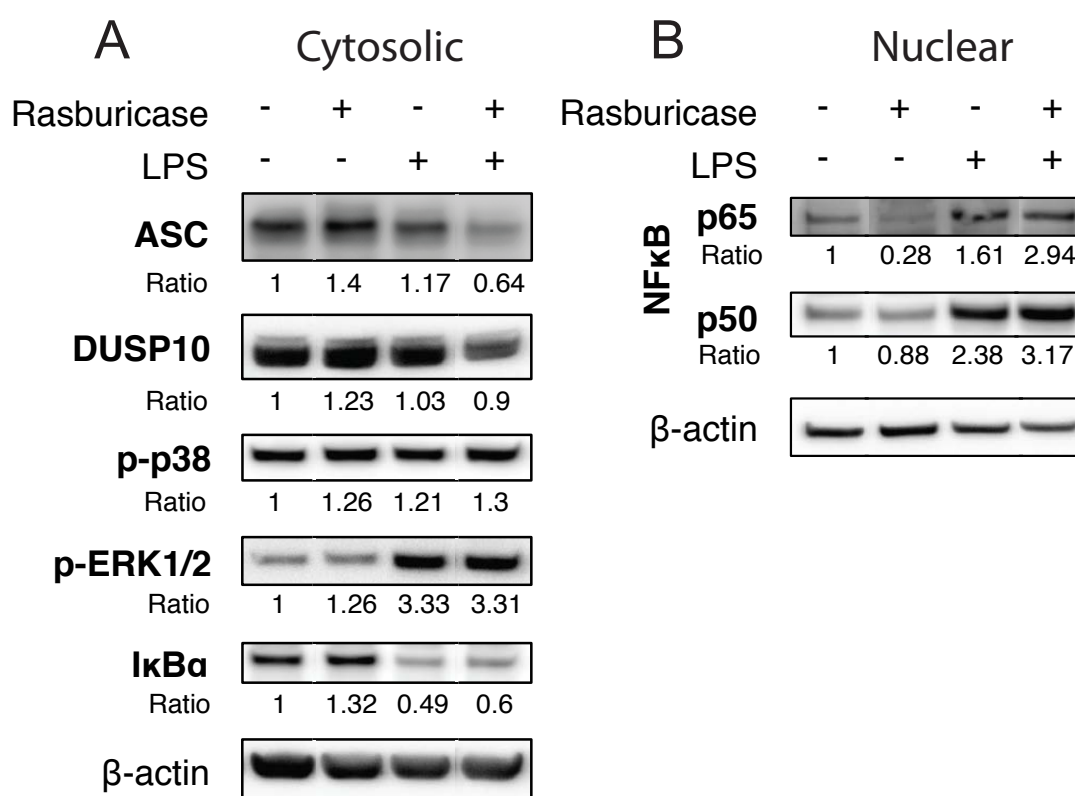 A Cytosolic
Rasburicase - + - +
LPS - - + +
ASC
Ratio 1 1.4 1.17 0.64
DUSP10
Ratio 1 1.23 1.03 0.9
p-p38
Ratio 1 1.26 1.21 1.3
p-ERK1/2
Ratio 1 1.26 3.33 3.31
IκBα
Ratio 1 1.32 0.49 0.6
β-actin
B Nuclear
Rasburicase - + - +
LPS - - + +
NFκB
p65
Ratio 1 0.28 1.61 2.94
p50
Ratio 1 0.88 2.38 3.17
β-actin